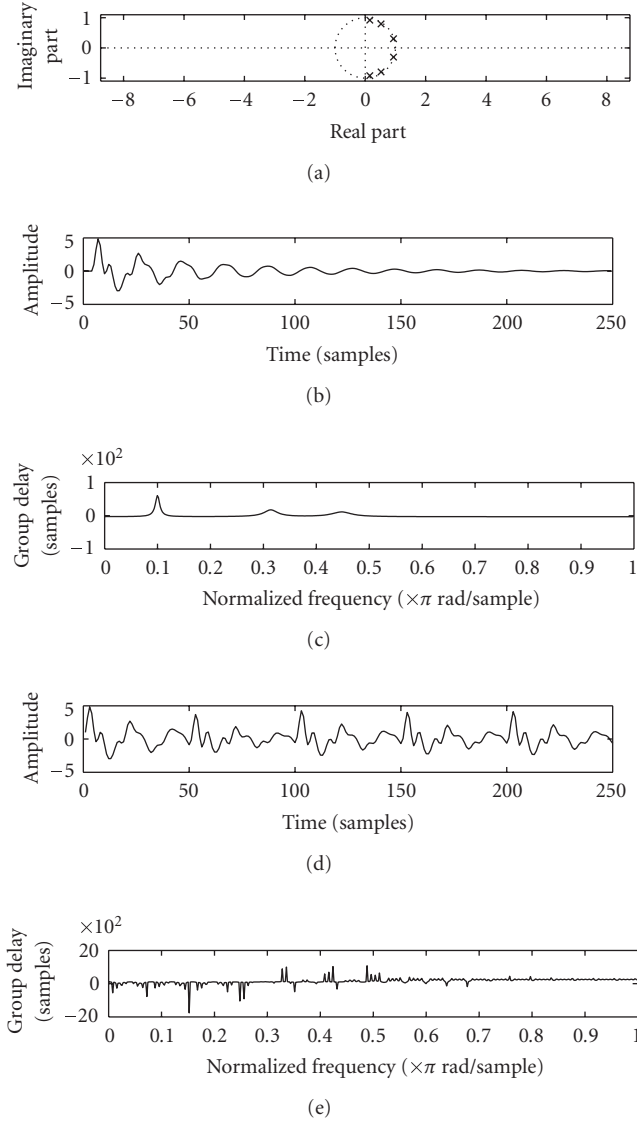 Imaginary
part
1
0
−1
−8 −6 −4 −2 0 2 4 6 8
Real part
(a)
Amplitude
5
0
−5
0 50 100 150 200 250
Time (samples)
(b)
×10²
Group delay
(samples)
1
0
−1
0 0.1 0.2 0.3 0.4 0.5 0.6 0.7 0.8 0.9 1
Normalized frequency (×π rad/sample)
(c)
Amplitude
5
0
−5
0 50 100 150 200 250
Time (samples)
(d)
×10²
Group delay
(samples)
20
0
−20
0 0.1 0.2 0.3 0.4 0.5 0.6 0.7 0.8 0.9 1
Normalized frequency (×π rad/sample)
(e)